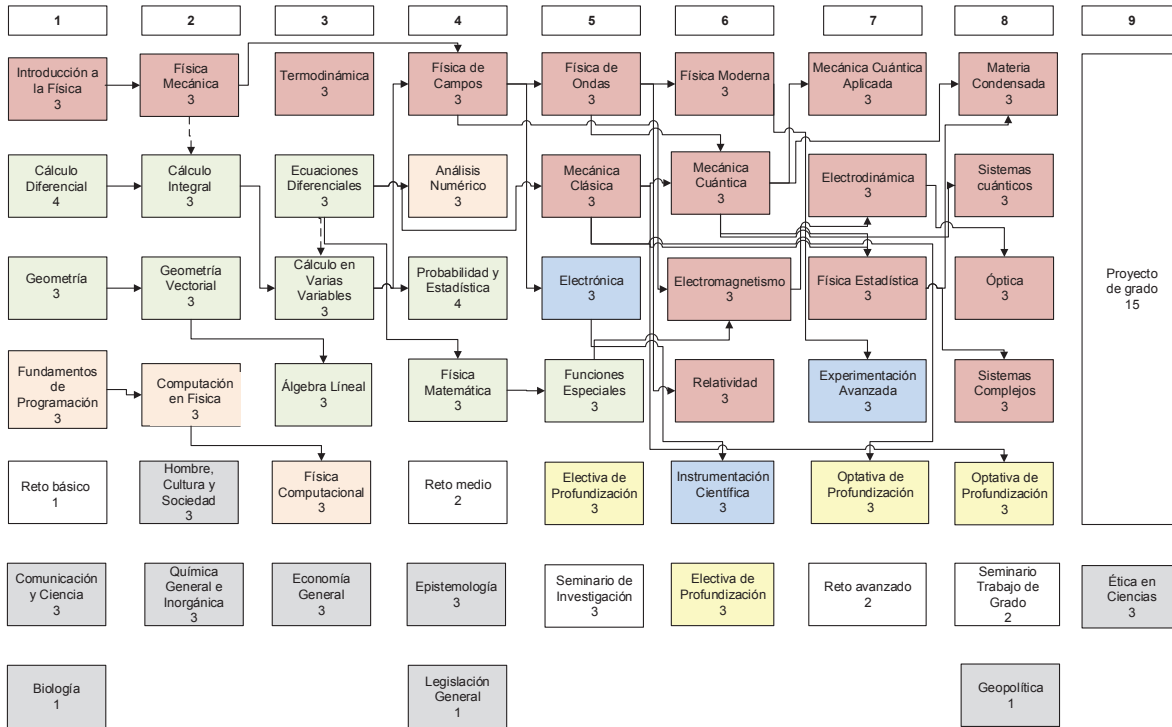 1
2
3
4
5
6
7
8
9
Introducción a
la Física
3
Física
Mecánica
3
Termodinámica
3
Física de
Campos
3
Física de
Ondas
3
Física Moderna
3
Mecánica Cuántica
Aplicada
3
Materia
Condensada
3
Proyecto
de grado
15
Cálculo
Diferencial
4
Cálculo
Integral
3
Ecuaciones
Diferenciales
3
Análisis
Numérico
3
Mecánica
Clásica
3
Mecánica
Cuántica
3
Electrodinámica
3
Sistemas
cuánticos
3
Geometría
3
Geometría
Vectorial
3
Cálculo en
Varias
Variables
3
Probabilidad y
Estadística
4
Electrónica
3
Electromagnetismo
3
Física Estadística
3
Óptica
3
Fundamentos
de
Programación
3
Computación
en Fisica
3
Álgebra Líneal
3
Física
Matemática
3
Funciones
Especiales
3
Relatividad
3
Experimentación
Avanzada
3
Sistemas
Complejos
3
Reto básico
1
Hombre,
Cultura y
Sociedad
3
Física
Computacional
3
Reto medio
2
Electiva de
Profundización
3
Instrumentación
Científica
3
Optativa de
Profundización
3
Optativa de
Profundización
3
Comunicación
y Ciencia
3
Química
General e
Inorgánica
3
Economía
General
3
Epistemología
3
Seminario de
Investigación
3
Electiva de
Profundización
3
Reto avanzado
2
Seminario
Trabajo de
Grado
2
Ética en
Ciencias
3
Biología
1
Legislación
General
1
Geopolítica
1